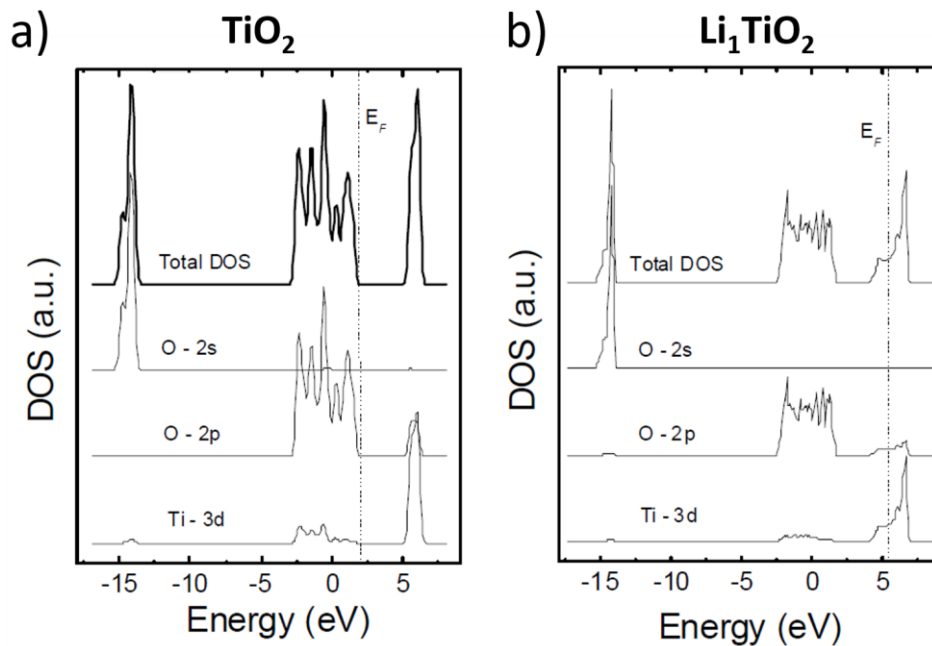 a) TiO₂
E_F
Total DOS
O - 2s
O - 2p
Ti - 3d
DOS (a.u.)
-15 -10 -5 0 5
Energy (eV)
b) Li₁TiO₂
E_F
Total DOS
O - 2s
O - 2p
Ti - 3d
DOS (a.u.)
-15 -10 -5 0 5
Energy (eV)